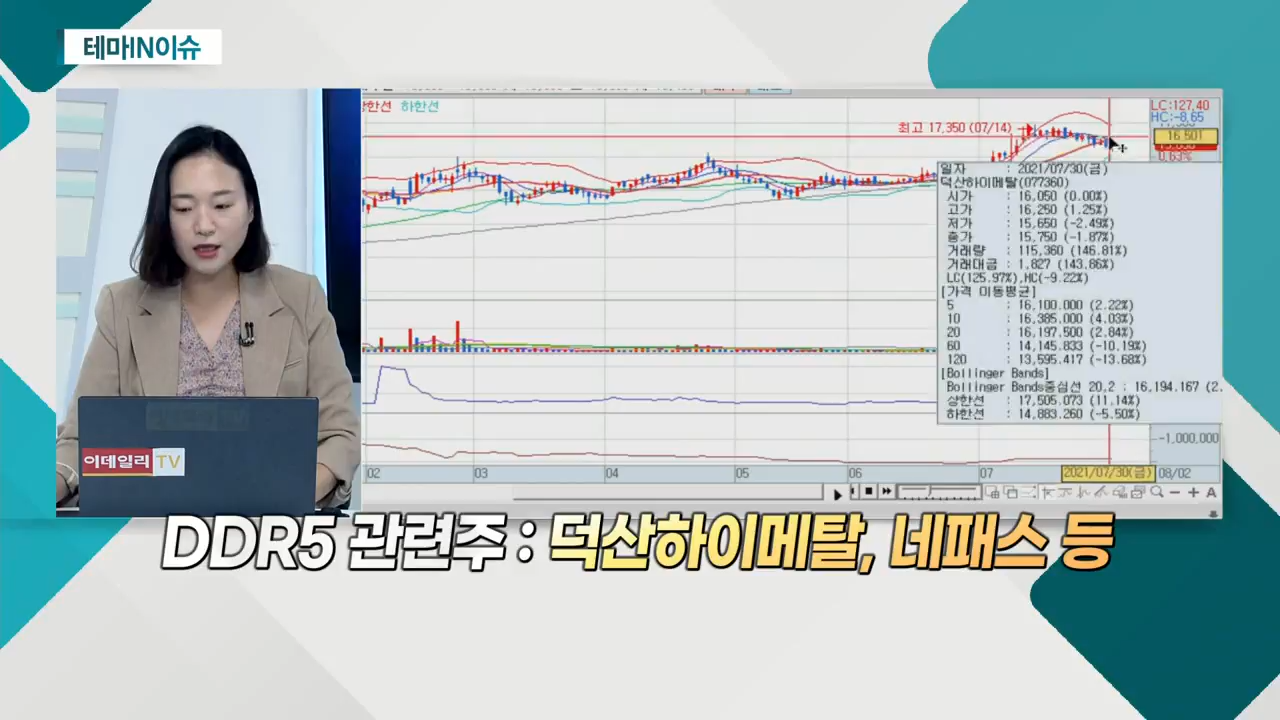 테마IN이슈
상한선 하한선
최고 17,350 (07/14)
LC:127.40
HC:-8.65
16,501
0.63%
일자 : 2021/07/30(금)
덕산하이메탈(077360)
시가 : 16,050 (0.00%)
고가 : 16,250 (1.25%)
저가 : 15,650 (-2.49%)
종가 : 15,750 (-1.87%)
거래량 : 115,360 (146.81%)
거래대금 : 1,827 (143.86%)
LC(125.97%),HC(-9.22%)
[가격 이동평균]
5 : 16,100.000 (2.22%)
10 : 16,385.000 (4.03%)
20 : 16,197.500 (2.84%)
60 : 14,145.833 (-10.19%)
120 : 13,595.417 (-13.68%)
[Bollinger Bands]
Bollinger Bands중심선 20,2 : 16,194.167 (2.
상한선 : 17,505.073 (11.14%)
하한선 : 14,883.260 (-5.50%)
-1,000,000
02 03 04 05 06 07 2021/07/30(금) 08/02
A
이데일리TV
DDR5 관련주 : 덕산하이메탈, 네패스 등